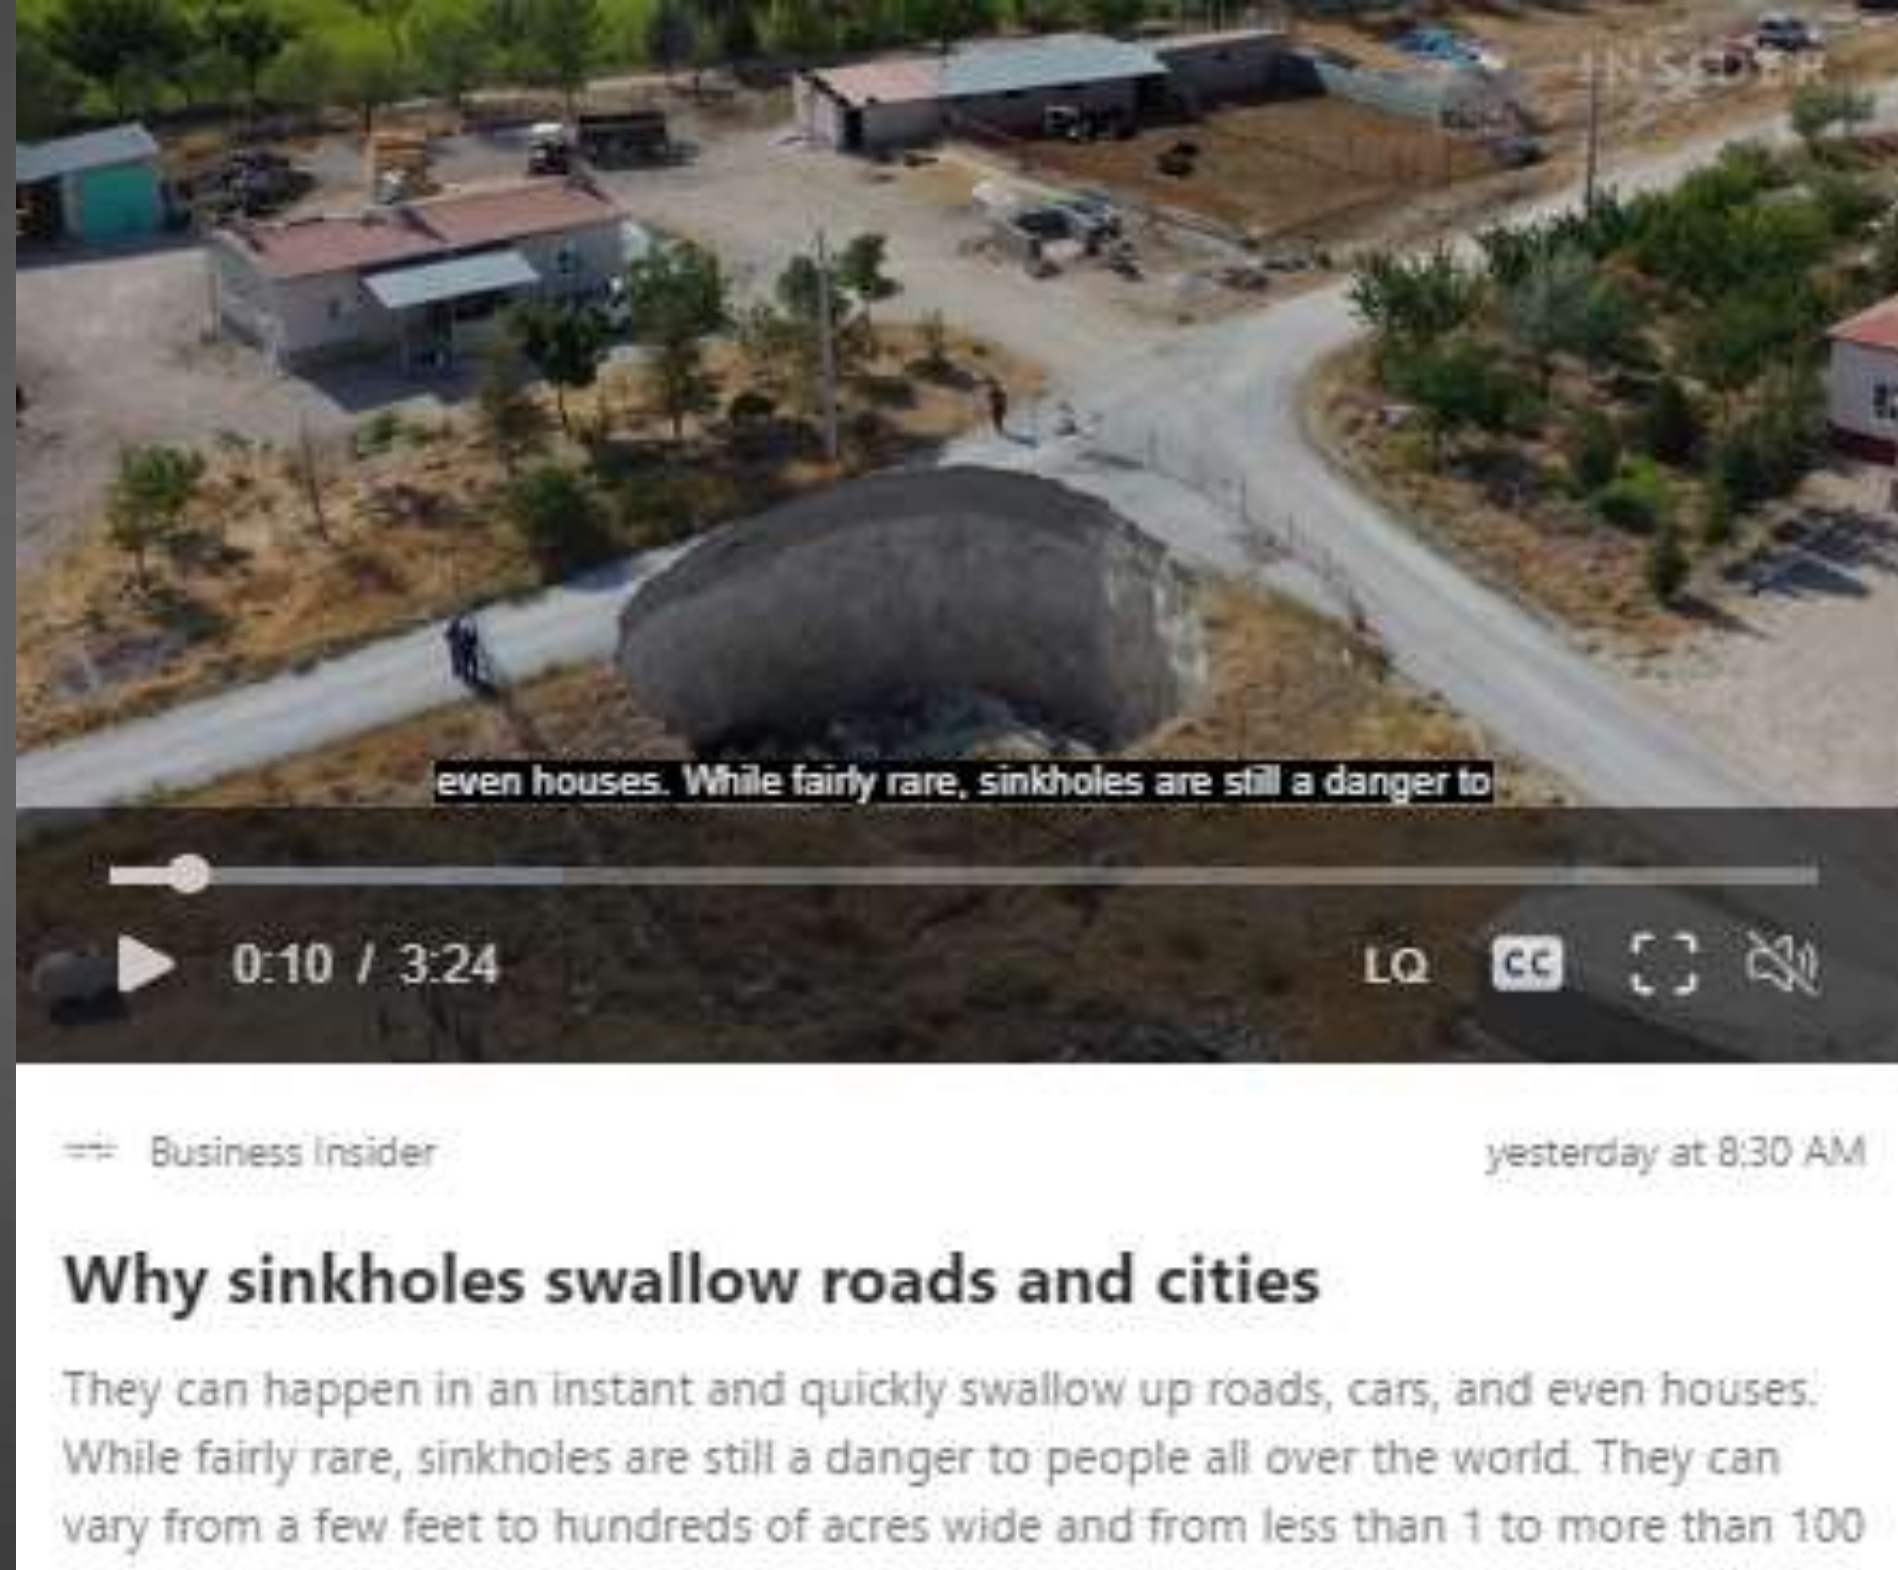 INSIDER
even houses. While fairly rare, sinkholes are still a danger to
0:10 / 3:24
LQ CC
Business Insider
yesterday at 8:30 AM
Why sinkholes swallow roads and cities
They can happen in an instant and quickly swallow up roads, cars, and even houses.
While fairly rare, sinkholes are still a danger to people all over the world. They can
vary from a few feet to hundreds of acres wide and from less than 1 to more than 100